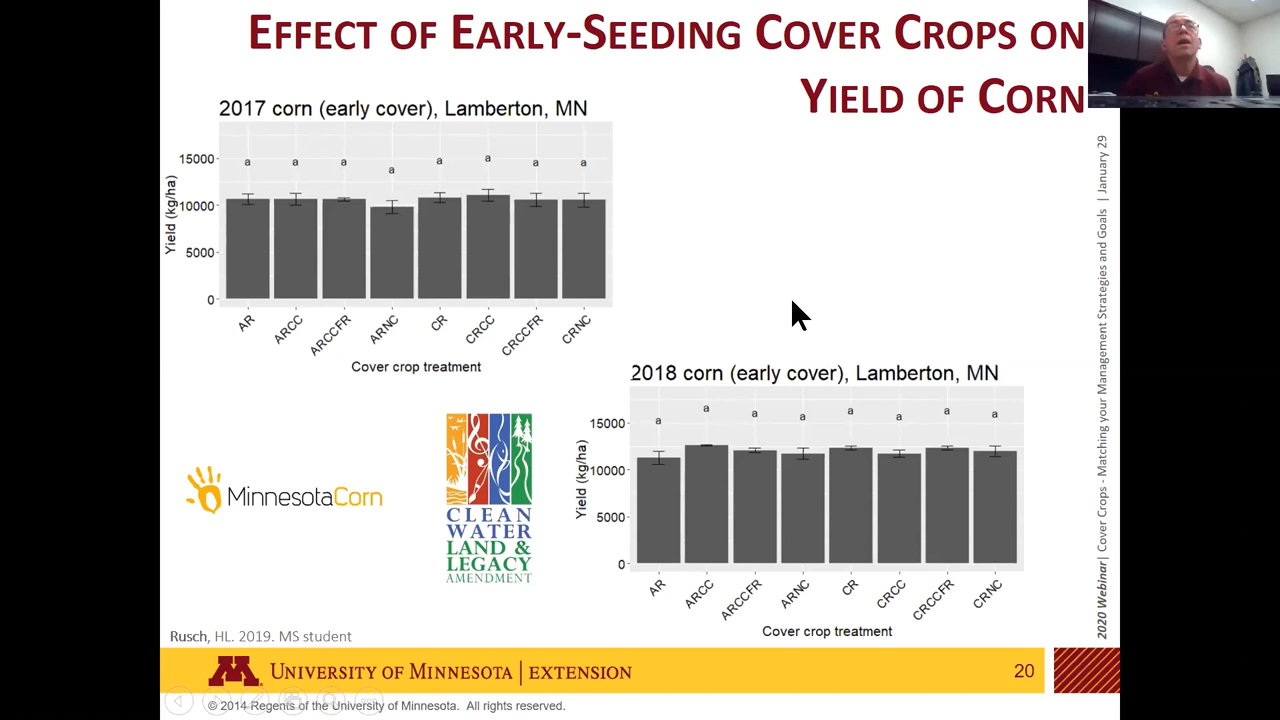 EFFECT OF EARLY-SEEDING COVER CROPS ON
YIELD OF CORN
2017 corn (early cover), Lamberton, MN
Yield (kg/ha)
15000
10000
5000
0
a a a a a a a a
AR ARCC ARCCFR ARNC CR CRCC CRCCFR CRNC
Cover crop treatment
2018 corn (early cover), Lamberton, MN
Yield (kg/ha)
15000
10000
5000
0
a a a a a a a a
AR ARCC ARCCFR ARNC CR CRCC CRCCFR CRNC
Cover crop treatment
MinnesotaCorn
CLEAN
WATER
LAND &
LEGACY
AMENDMENT
Rusch, HL. 2019. MS student
2020 Webinar| Cover Crops - Matching your Management Strategies and Goals | January 29
M UNIVERSITY OF MINNESOTA | EXTENSION
20
© 2014 Regents of the University of Minnesota. All rights reserved.